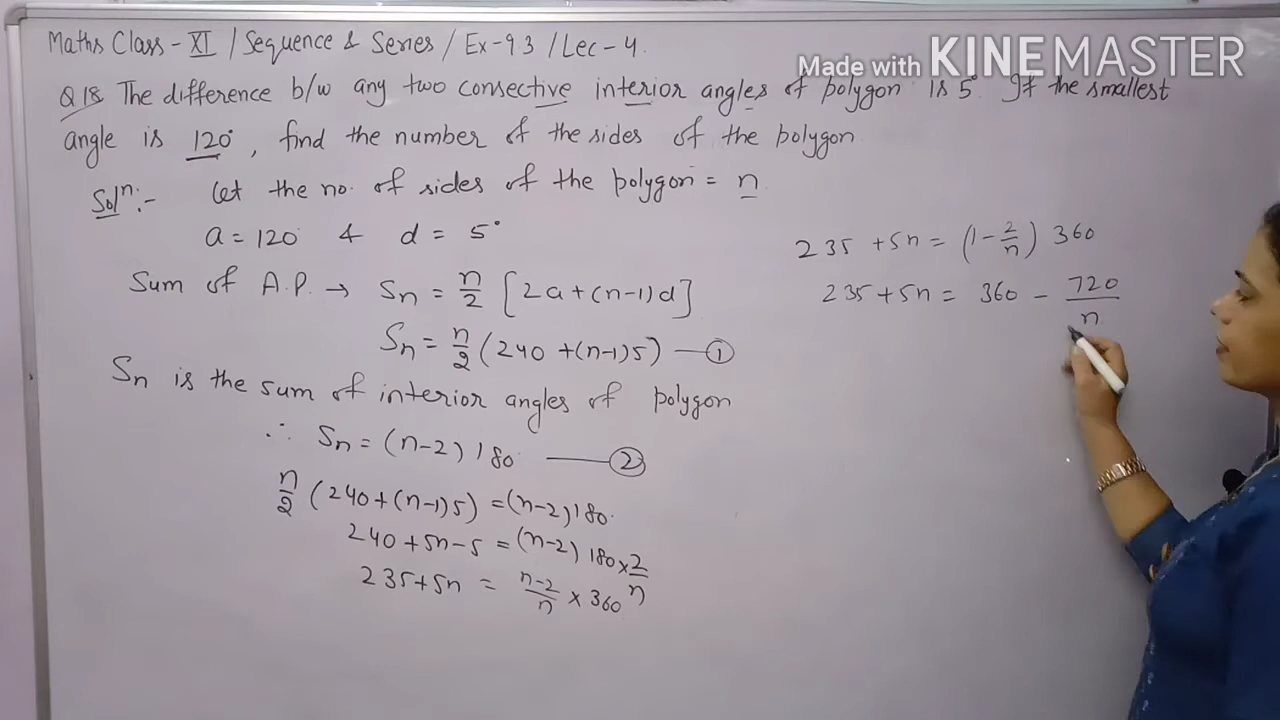 Maths Class - XI / Sequence & Series / Ex-9.3 / Lec-4.
Made with KINEMASTER
Q 18 The difference b/w any two consective interior angles of polygon is 5°. If the smallest
angle is 120°, find the number of the sides of the polygon
Solⁿ:- Let the no. of sides of the polygon = n
a = 120° & d = 5°
Sum of A.P. → Sn = n/2 [2a + (n-1)d]
Sn = n/2 (240 + (n-1)5) — ①
Sn is the sum of interior angles of polygon
∴ Sn = (n-2)180 — ②
n/2 (240 + (n-1)5) = (n-2)180.
240 + 5n - 5 = (n-2) 180 × 2/n
235 + 5n = n-2/n × 360
235 + 5n = (1 - 2/n) 360
235 + 5n = 360 - 720/n